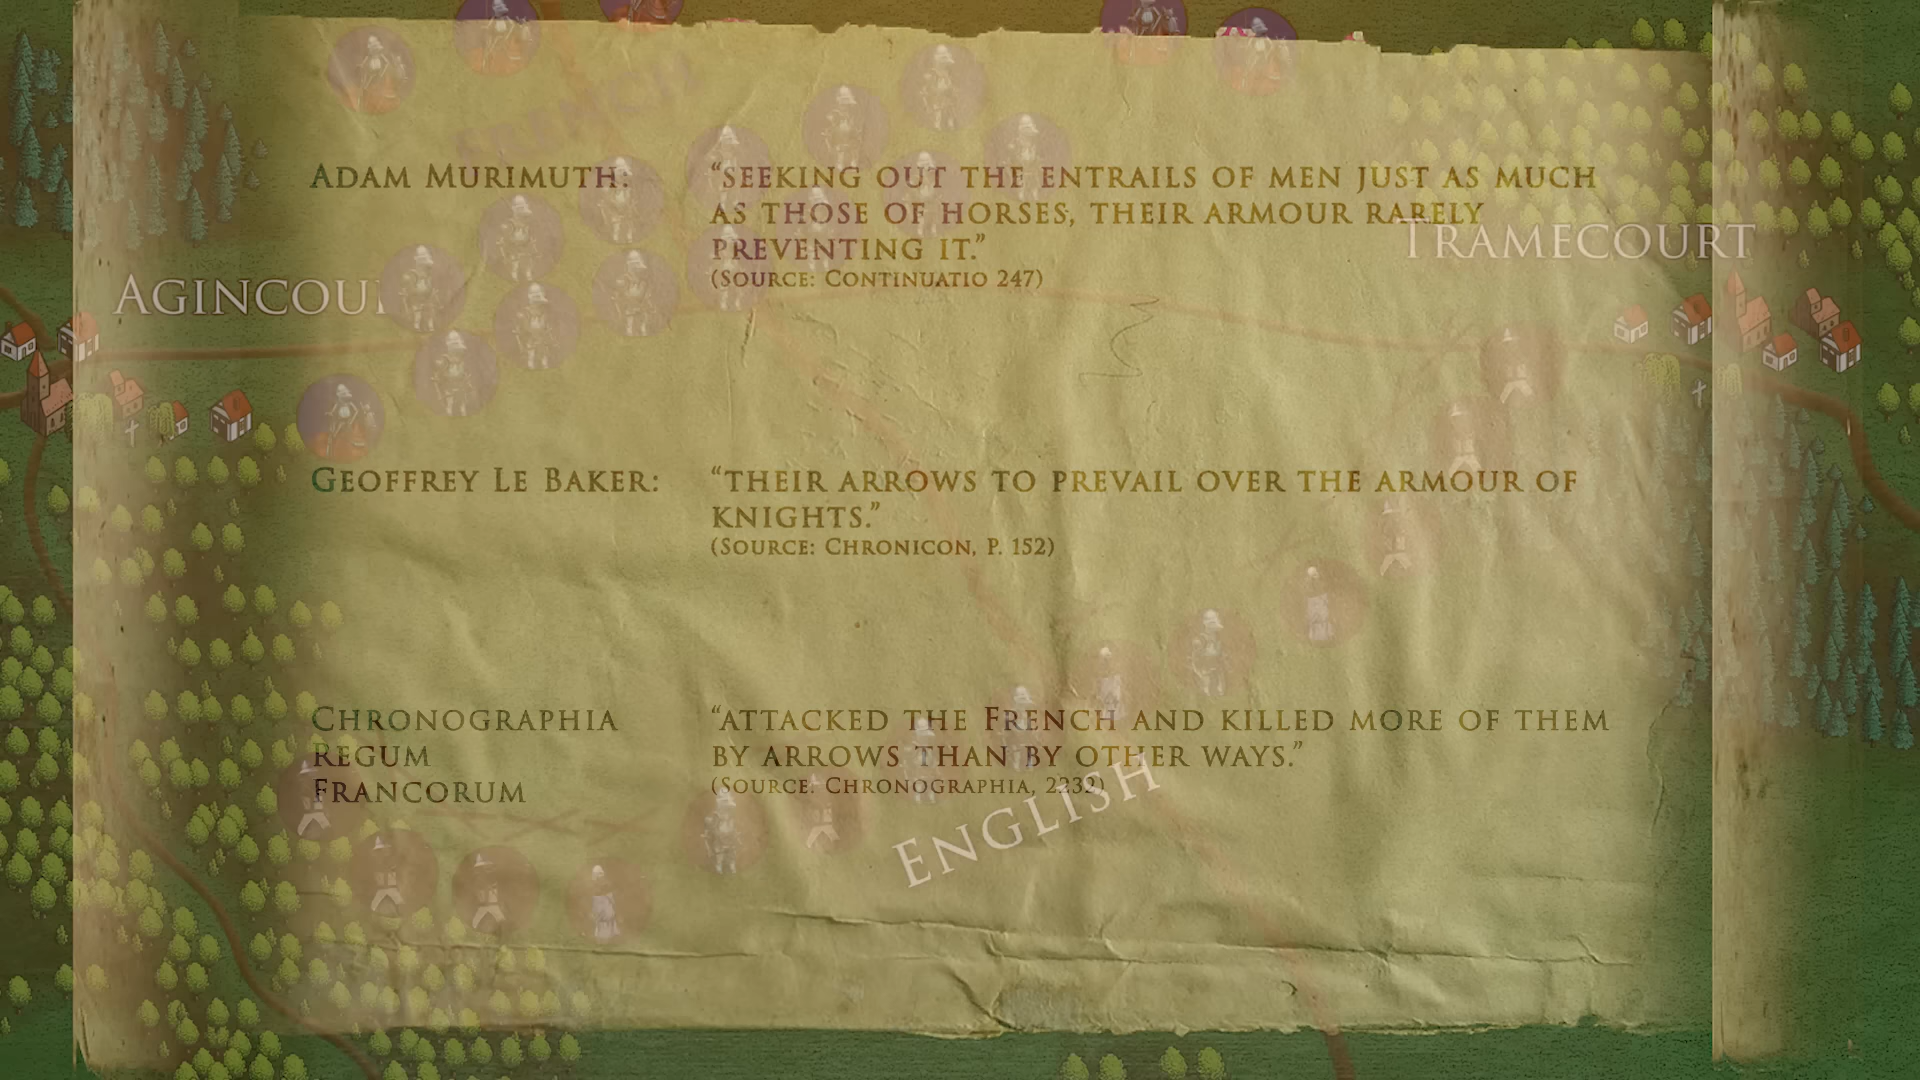 FRENCH
ADAM MURIMUTH:
“SEEKING OUT THE ENTRAILS OF MEN JUST AS MUCH
AS THOSE OF HORSES, THEIR ARMOUR RARELY
PREVENTING IT.”
(SOURCE: CONTINUATIO 247)
TRAMECOURT
AGINCOU
GEOFFREY LE BAKER:
“THEIR ARROWS TO PREVAIL OVER THE ARMOUR OF
KNIGHTS.”
(SOURCE: CHRONICON, P. 152)
CHRONOGRAPHIA
REGUM
FRANCORUM
“ATTACKED THE FRENCH AND KILLED MORE OF THEM
BY ARROWS THAN BY OTHER WAYS.”
(SOURCE: CHRONOGRAPHIA, 2232)
ENGLISH